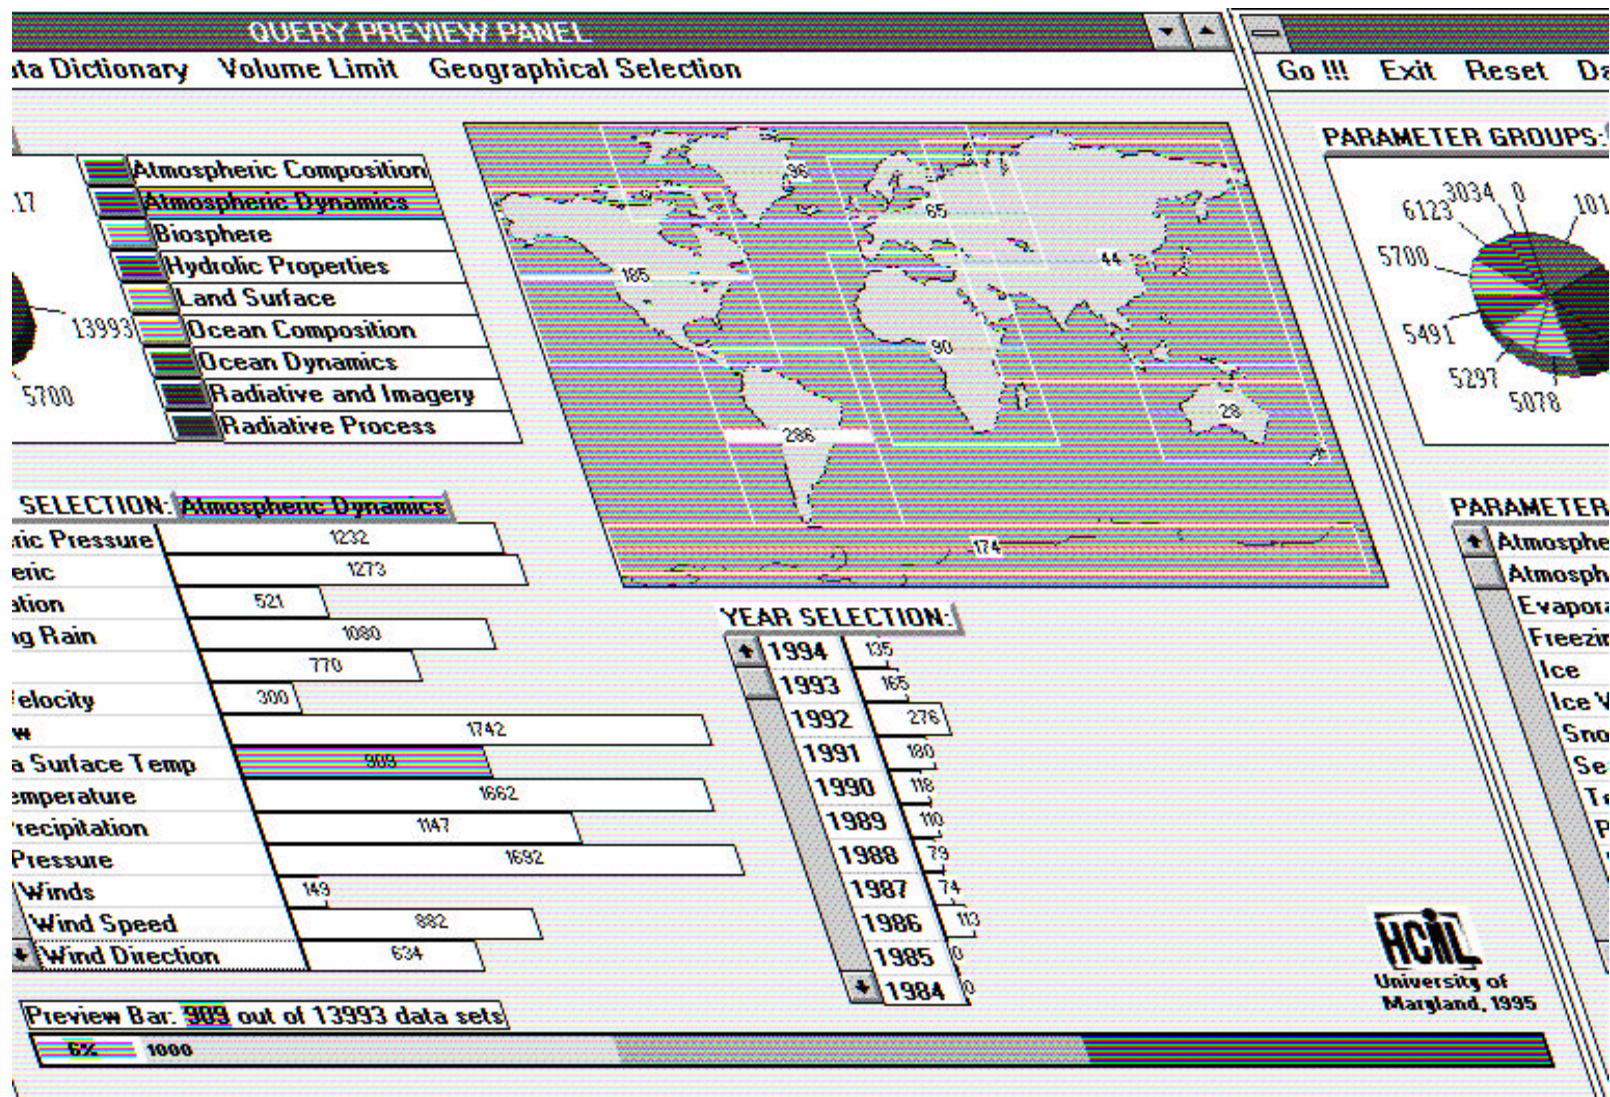 QUERY PREVIEW PANEL
ta Dictionary Volume Limit Geographical Selection
Go !!! Exit Reset Da
PARAMETER GROUPS:
Atmospheric Composition
Atmospheric Dynamics
Biosphere
Hydrolic Properties
Land Surface
Ocean Composition
Ocean Dynamics
Radiative and Imagery
Radiative Process
17
13993
5700
96
65
44
185
90
28
286
174
6123
3034
0
101
5700
5491
5297
5078
SELECTION: Atmospheric Dynamics
ric Pressure 1232
eric 1273
ation 521
ng Rain 1080
770
elocity 300
w 1742
a Surface Temp 909
emperature 1662
recipitation 1147
Pressure 1692
Winds 149
Wind Speed 882
Wind Direction 634
YEAR SELECTION:
1994 135
1993 165
1992 276
1991 180
1990 118
1989 110
1988 79
1987 74
1986 113
1985 0
1984 0
PARAMETER
Atmosphe
Atmosph
Evapora
Freezin
Ice
Ice V
Sno
Se
Te
P
HCIL
University of
Maryland, 1995
Preview Bar: 909 out of 13993 data sets
6% 1000